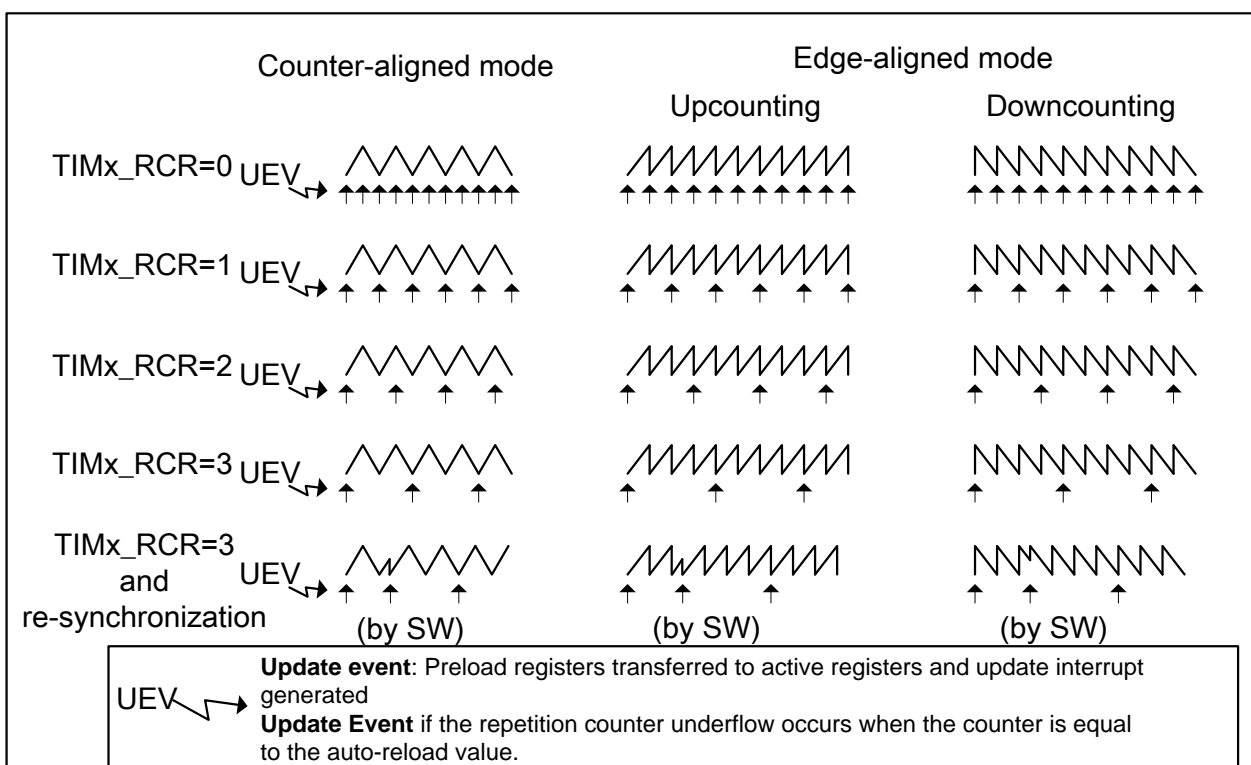 Counter-aligned mode
Edge-aligned mode
Upcounting
Downcounting
TIMx_RCR=0 UEV
TIMx_RCR=1 UEV
TIMx_RCR=2 UEV
TIMx_RCR=3 UEV
TIMx_RCR=3
and
re-synchronization
UEV
(by SW)
(by SW)
(by SW)
UEV
Update event: Preload registers transferred to active registers and update interrupt
generated
Update Event if the repetition counter underflow occurs when the counter is equal
to the auto-reload value.